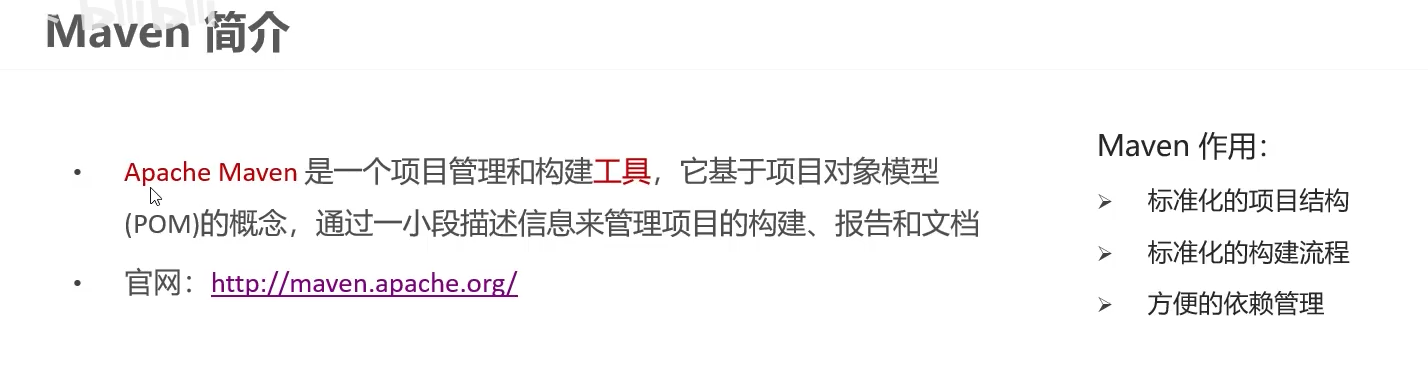 Maven 简介
Apache Maven 是一个项目管理和构建工具，它基于项目对象模型
(POM)的概念，通过一小段描述信息来管理项目的构建、报告和文档
官网：http://maven.apache.org/
Maven 作用：
标准化的项目结构
标准化的构建流程
方便的依赖管理